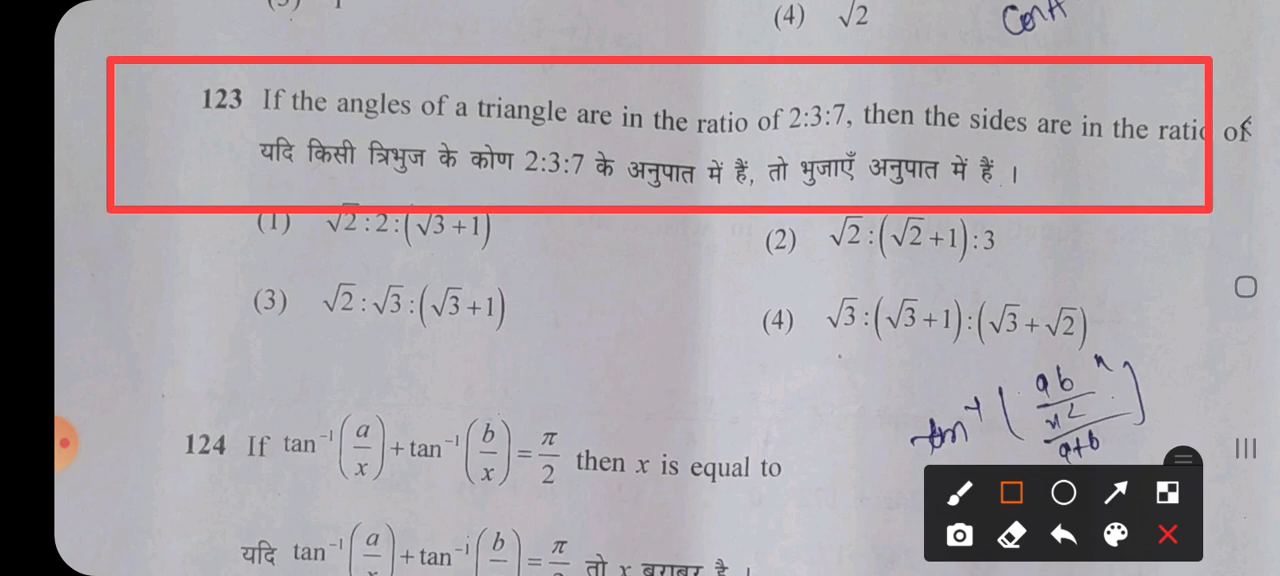 (4) √2
123 If the angles of a triangle are in the ratio of 2:3:7, then the sides are in the ratio of
यदि किसी त्रिभुज के कोण 2:3:7 के अनुपात में हैं, तो भुजाएँ अनुपात में हैं ।
(1) √2 : 2 : (√3 + 1)
(2) √2 : (√2 + 1) : 3
(3) √2 : √3 : (√3 + 1)
(4) √3 : (√3 + 1) : (√3 + √2)
124 If tan⁻¹(a/x) + tan⁻¹(b/x) = π/2 then x is equal to
यदि tan⁻¹(a/x) + tan⁻¹(b = π तो x बराबर है ।